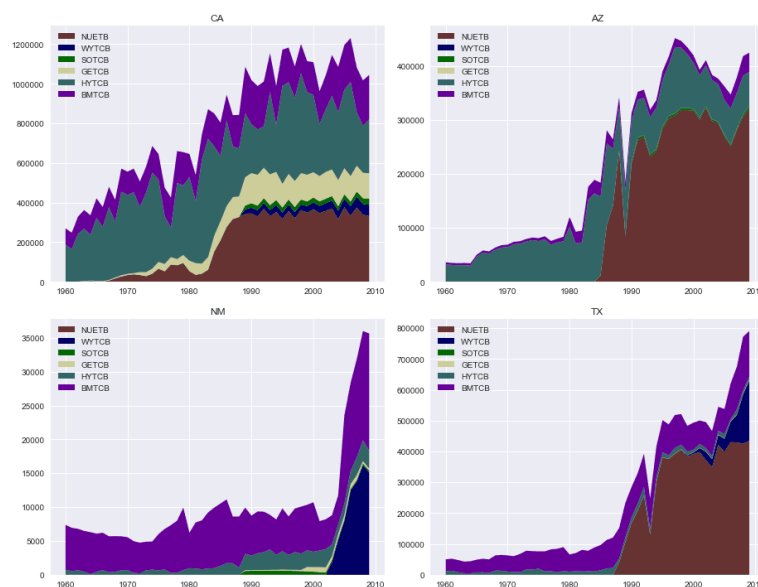 CA
1200000
1000000
800000
600000
400000
200000
0
1960
1970
1980
1990
2000
2010
NUETB
WYTCB
SOTCB
GETCB
HYTCB
BMTCB
AZ
400000
300000
200000
100000
0
1960
1970
1980
1990
2000
2010
NUETB
WYTCB
SOTCB
GETCB
HYTCB
BMTCB
NM
35000
30000
25000
20000
15000
10000
5000
0
1960
1970
1980
1990
2000
2010
NUETB
WYTCB
SOTCB
GETCB
HYTCB
BMTCB
TX
800000
700000
600000
500000
400000
300000
200000
100000
0
1960
1970
1980
1990
2000
2010
NUETB
WYTCB
SOTCB
GETCB
HYTCB
BMTCB